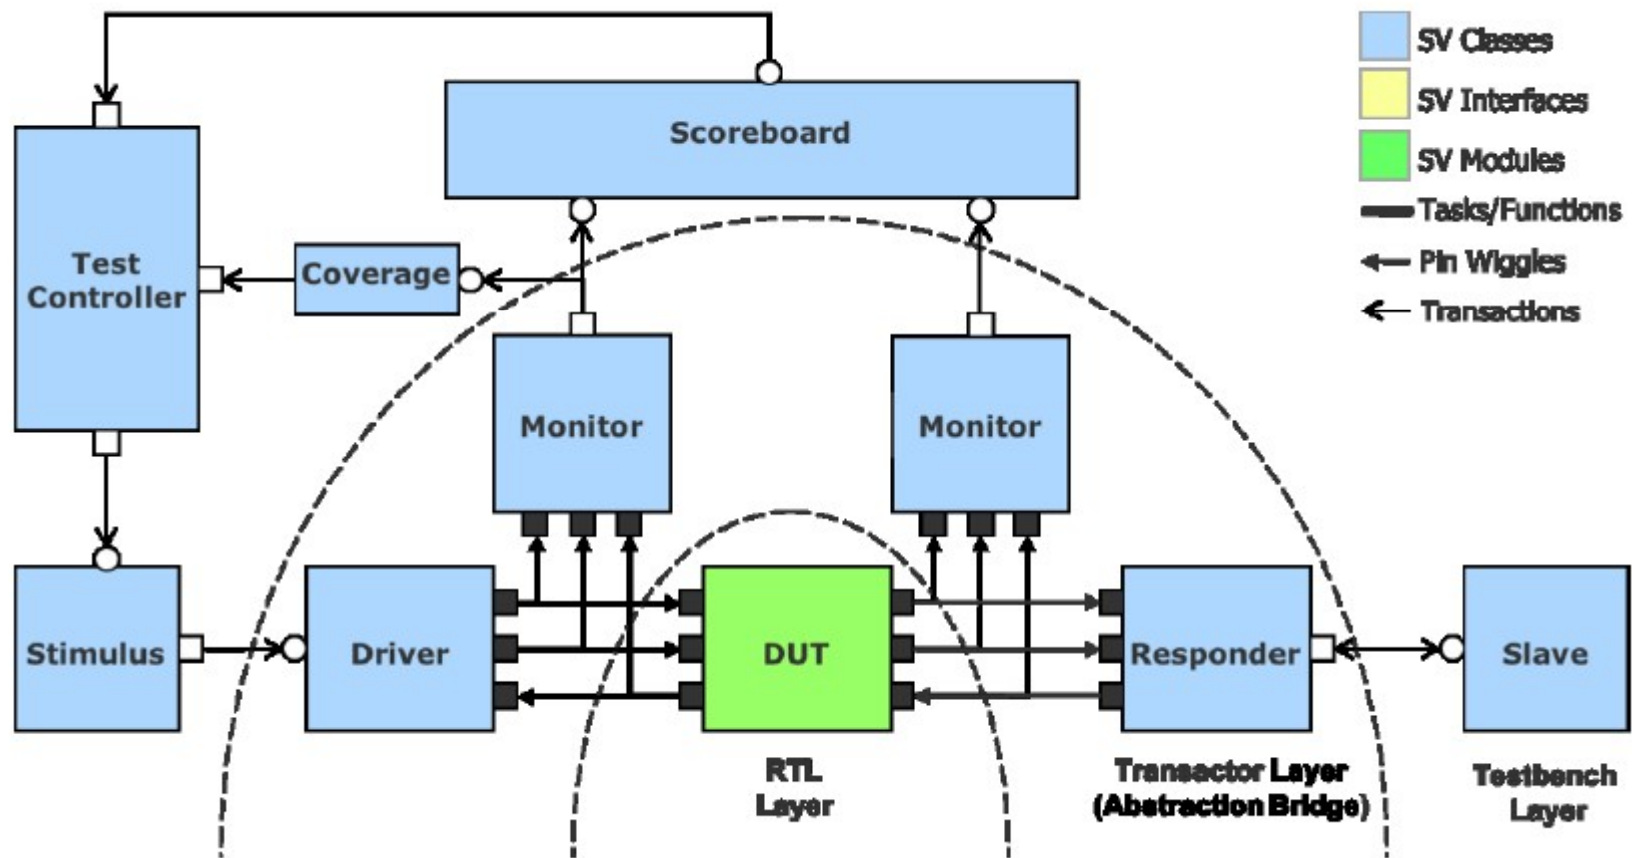 SV Classes
SV Interfaces
SV Modules
Tasks/Functions
Pin Wiggles
Transactions
Scoreboard
Test
Controller
Coverage
Monitor
Monitor
Stimulus
Driver
DUT
Responder
Slave
RTL
Layer
Transactor Layer
(Abstraction Bridge)
Testbench
Layer